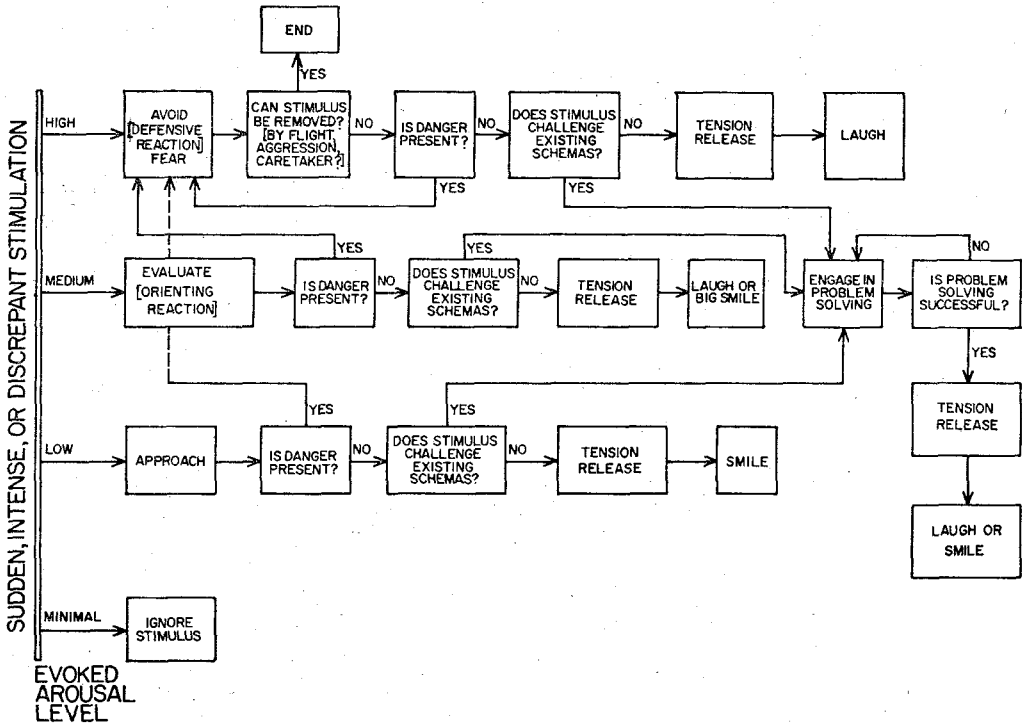 SUDDEN, INTENSE, OR DISCREPANT STIMULATION
END
YES
HIGH
AVOID
[DEFENSIVE
REACTION]
FEAR
CAN STIMULUS
BE REMOVED?
[BY FLIGHT,
AGGRESSION,
CARETAKER?]
NO
IS DANGER
PRESENT?
NO
DOES STIMULUS
CHALLENGE
EXISTING
SCHEMAS?
NO
TENSION
RELEASE
LAUGH
YES
YES
MEDIUM
EVALUATE
[ORIENTING
REACTION]
YES
IS DANGER
PRESENT?
NO
YES
DOES STIMULUS
CHALLENGE
EXISTING
SCHEMAS?
NO
TENSION
RELEASE
LAUGH OR
BIG SMILE
ENGAGE IN
PROBLEM
SOLVING
NO
IS PROBLEM
SOLVING
SUCCESSFUL?
YES
TENSION
RELEASE
LAUGH OR
SMILE
LOW
APPROACH
YES
IS DANGER
PRESENT?
NO
YES
DOES STIMULUS
CHALLENGE
EXISTING
SCHEMAS?
NO
TENSION
RELEASE
SMILE
MINIMAL
IGNORE
STIMULUS
EVOKED
AROUSAL
LEVEL